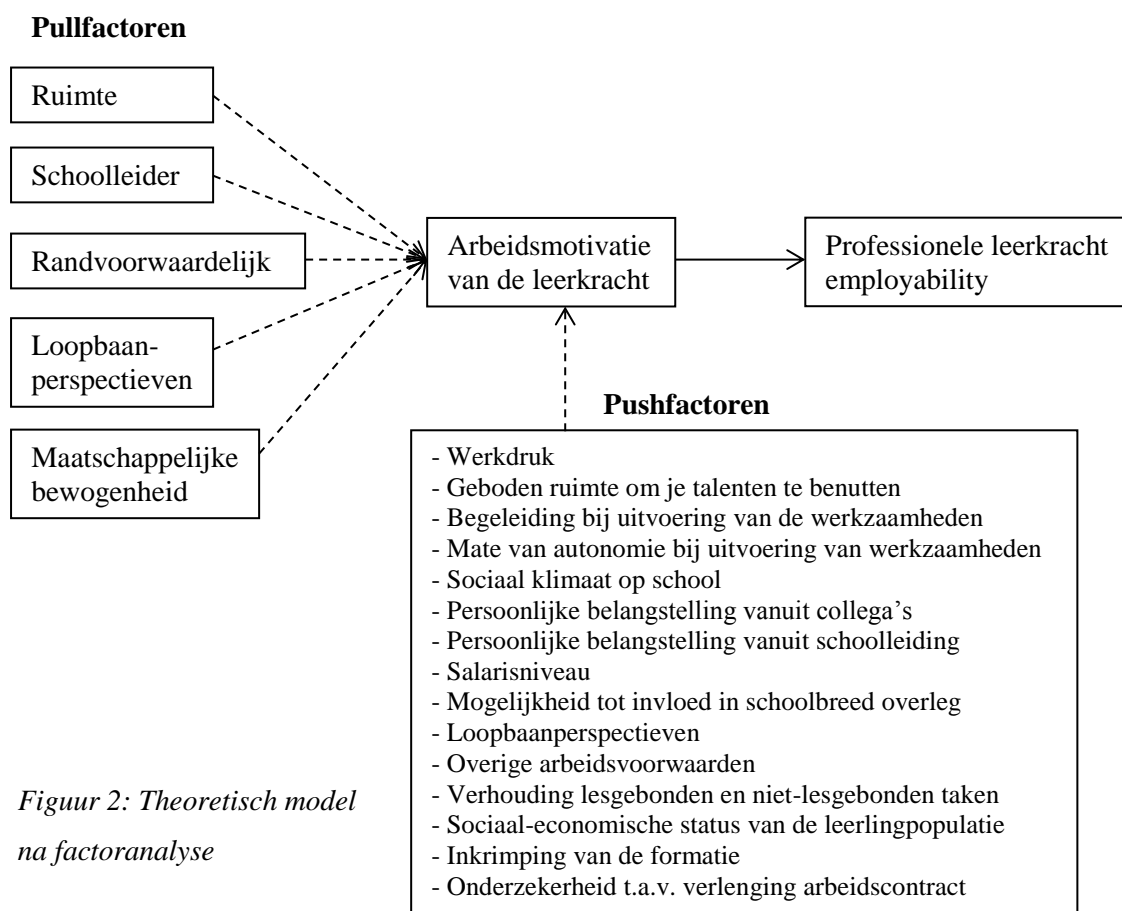 Pullfactoren
Ruimte
Schoolleider
Randvoorwaardelijk
Loopbaan-
perspectieven
Maatschappelijke
bewogenheid
Arbeidsmotivatie
van de leerkracht
Professionele leerkracht
employability
Pushfactoren
- Werkdruk
- Geboden ruimte om je talenten te benutten
- Begeleiding bij uitvoering van de werkzaamheden
- Mate van autonomie bij uitvoering van werkzaamheden
- Sociaal klimaat op school
- Persoonlijke belangstelling vanuit collega’s
- Persoonlijke belangstelling vanuit schoolleiding
- Salarisniveau
- Mogelijkheid tot invloed in schoolbreed overleg
- Loopbaanperspectieven
- Overige arbeidsvoorwaarden
- Verhouding lesgebonden en niet-lesgebonden taken
- Sociaal-economische status van de leerlingpopulatie
- Inkrimping van de formatie
- Onderzekerheid t.a.v. verlenging arbeidscontract
Figuur 2: Theoretisch model
na factoranalyse